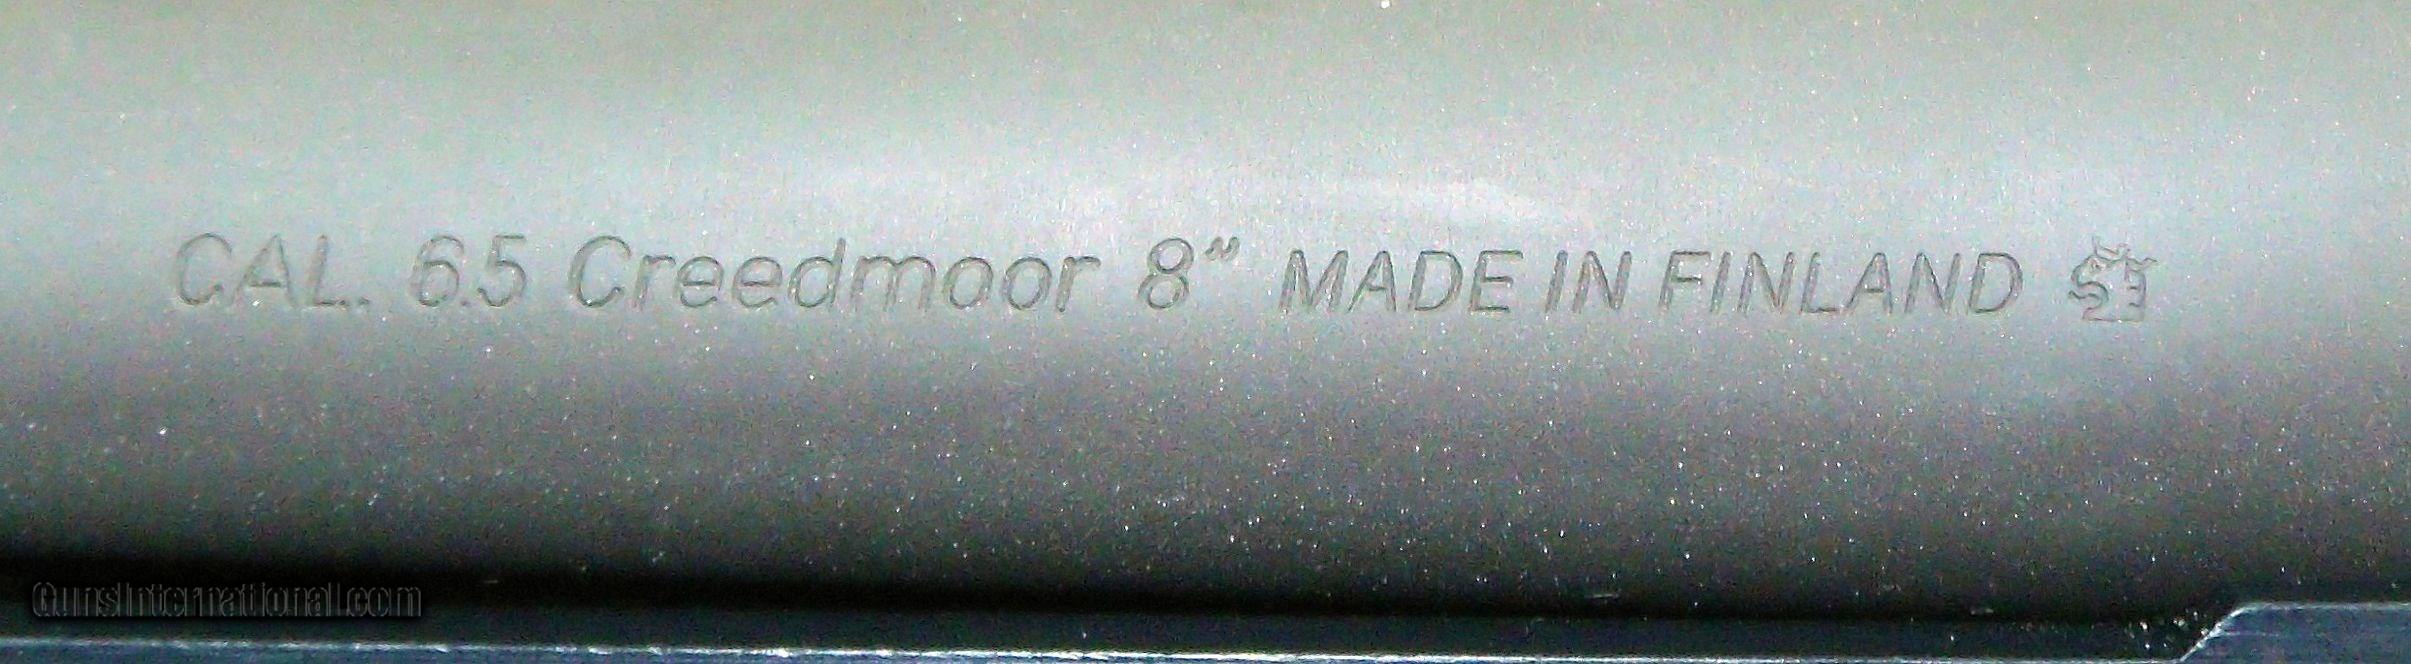 CAL. 6.5 Creedmoor 8” MADE IN FINLAND
GunsInternational.com